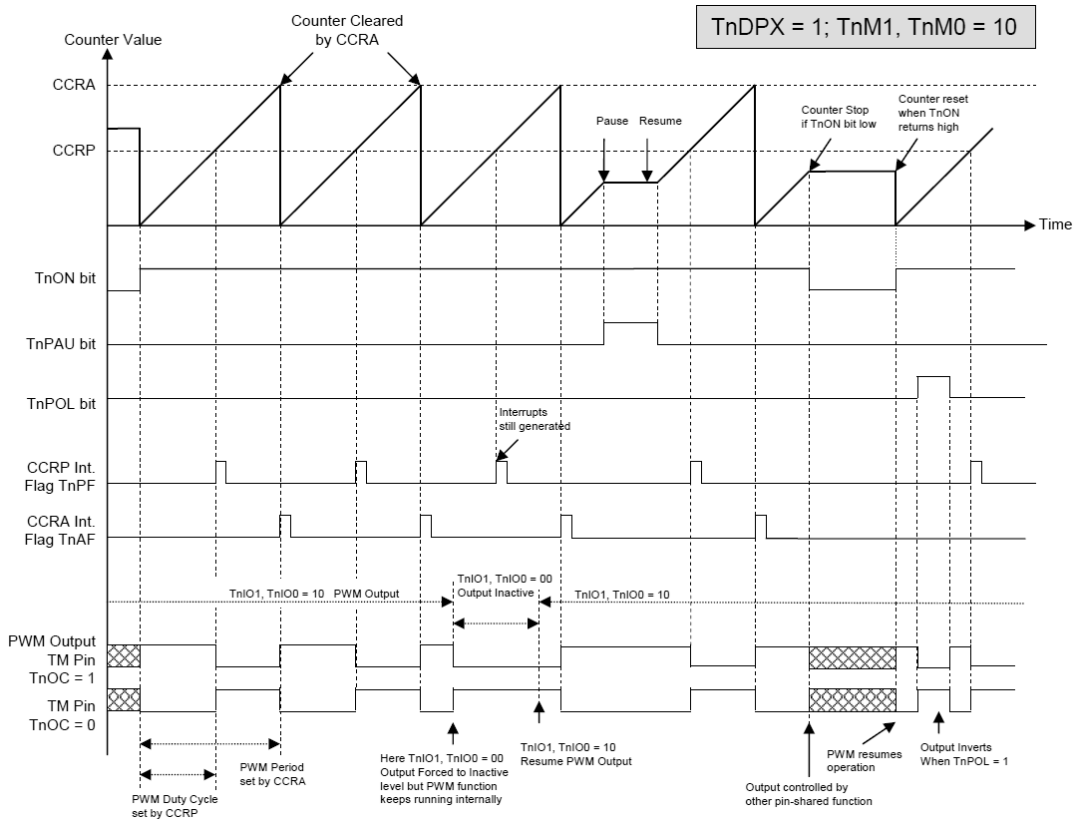 TnDPX = 1; TnM1, TnM0 = 10
Counter Value
Counter Cleared
by CCRA
CCRA
CCRP
Pause
Resume
Counter Stop
if TnON bit low
Counter reset
when TnON
returns high
Time
TnON bit
TnPAU bit
TnPOL bit
Interrupts
still generated
CCRP Int.
Flag TnPF
CCRA Int.
Flag TnAF
TnIO1, TnIO0 = 10 PWM Output
TnIO1, TnIO0 = 00
Output Inactive
TnIO1, TnIO0 = 10
PWM Output
TM Pin
TnOC = 1
TM Pin
TnOC = 0
PWM Period
set by CCRA
PWM Duty Cycle
set by CCRP
Here TnIO1, TnIO0 = 00
Output Forced to Inactive
level but PWM function
keeps running internally
TnIO1, TnIO0 = 10
Resume PWM Output
Output controlled by
other pin-shared function
PWM resumes
operation
Output Inverts
When TnPOL = 1